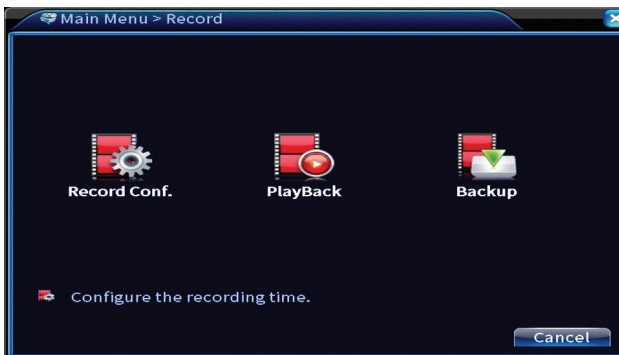 Main Menu > Record
Record Conf.
PlayBack
Backup
Configure the recording time.
Cancel